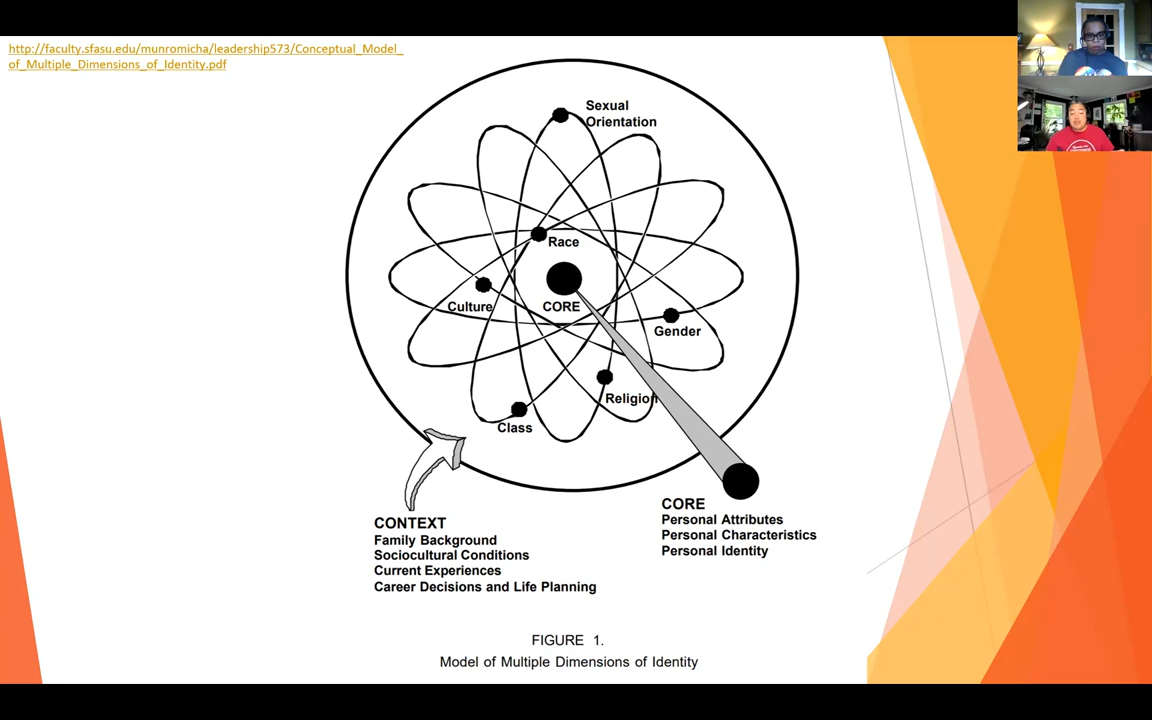 http://faculty.sfasu.edu/munromicha/leadership573/Conceptual_Model_
of_Multiple_Dimensions_of_Identity.pdf
Sexual
Orientation
Race
Culture
CORE
Gender
Religion
Class
CONTEXT
Family Background
Sociocultural Conditions
Current Experiences
Career Decisions and Life Planning
CORE
Personal Attributes
Personal Characteristics
Personal Identity
FIGURE 1.
Model of Multiple Dimensions of Identity